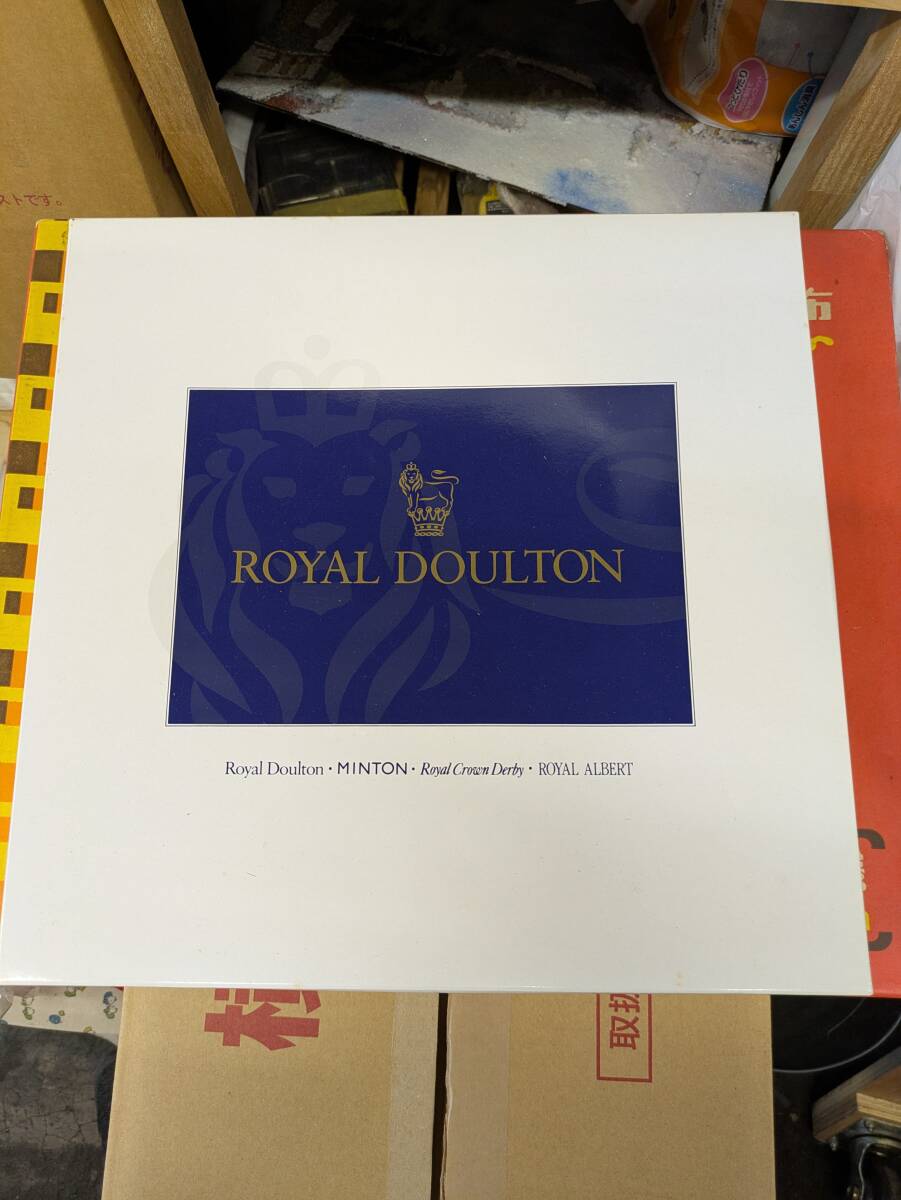 ストです。
ROYAL DOULTON
Royal Doulton · MINTON · Royal Crown Derby · ROYAL ALBERT
取扱